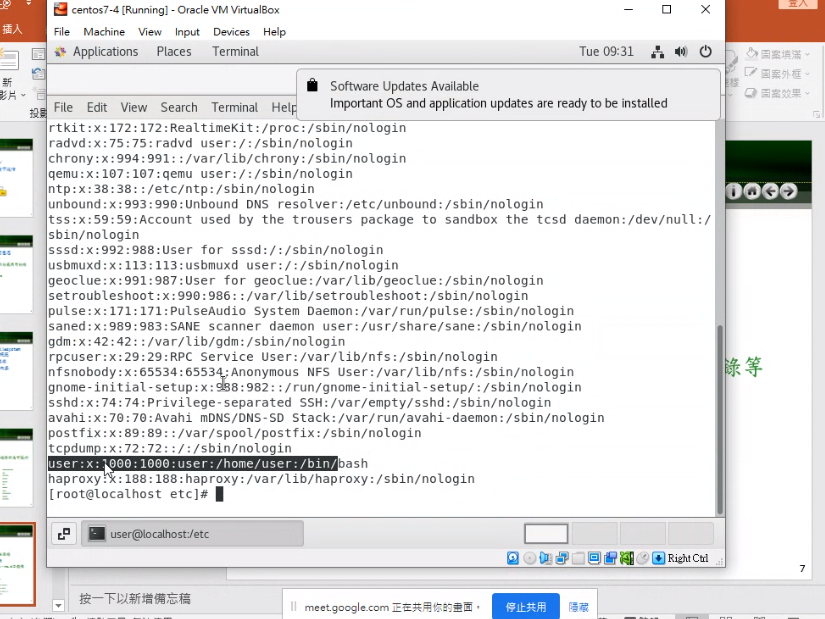 centos7-4 [Running] - Oracle VM VirtualBox
登入
插入
File Machine View Input Devices Help
Applications Places Terminal
Tue 09:31
圖案填滿
圖案外框
圖案效果
新
影片
Software Updates Available
Important OS and application updates are ready to be installed
File Edit View Search Terminal Help
rtkit:x:172:172:RealtimeKit:/proc:/sbin/nologin
radvd:x:75:75:radvd user:/:/sbin/nologin
chrony:x:994:991::/var/lib/chrony:/sbin/nologin
qemu:x:107:107:qemu user:/:/sbin/nologin
ntp:x:38:38::/etc/ntp:/sbin/nologin
unbound:x:993:990:Unbound DNS resolver:/etc/unbound:/sbin/nologin
tss:x:59:59:Account used by the trousers package to sandbox the tcsd daemon:/dev/null:/
sbin/nologin
sssd:x:992:988:User for sssd:/:/sbin/nologin
usbmuxd:x:113:113:usbmuxd user:/:/sbin/nologin
geoclue:x:991:987:User for geoclue:/var/lib/geoclue:/sbin/nologin
setroubleshoot:x:990:986::/var/lib/setroubleshoot:/sbin/nologin
pulse:x:171:171:PulseAudio System Daemon:/var/run/pulse:/sbin/nologin
saned:x:989:983:SANE scanner daemon user:/usr/share/sane:/sbin/nologin
gdm:x:42:42::/var/lib/gdm:/sbin/nologin
rpcuser:x:29:29:RPC Service User:/var/lib/nfs:/sbin/nologin
nfsnobody:x:65534:65534:Anonymous NFS User:/var/lib/nfs:/sbin/nologin
gnome-initial-setup:x:988:982::/run/gnome-initial-setup/:/sbin/nologin
sshd:x:74:74:Privilege-separated SSH:/var/empty/sshd:/sbin/nologin
avahi:x:70:70:Avahi mDNS/DNS-SD Stack:/var/run/avahi-daemon:/sbin/nologin
postfix:x:89:89::/var/spool/postfix:/sbin/nologin
tcpdump:x:72:72::/:/sbin/nologin
user:x:1000:1000:user:/home/user:/bin/bash
haproxy:x:188:188:haproxy:/var/lib/haproxy:/sbin/nologin
[root@localhost etc]#
錄等
user@localhost:/etc
Right Ctrl
7
按一下以新增備忘稿
meet.google.com 正在共用你的畫面。
停止共用
隱藏